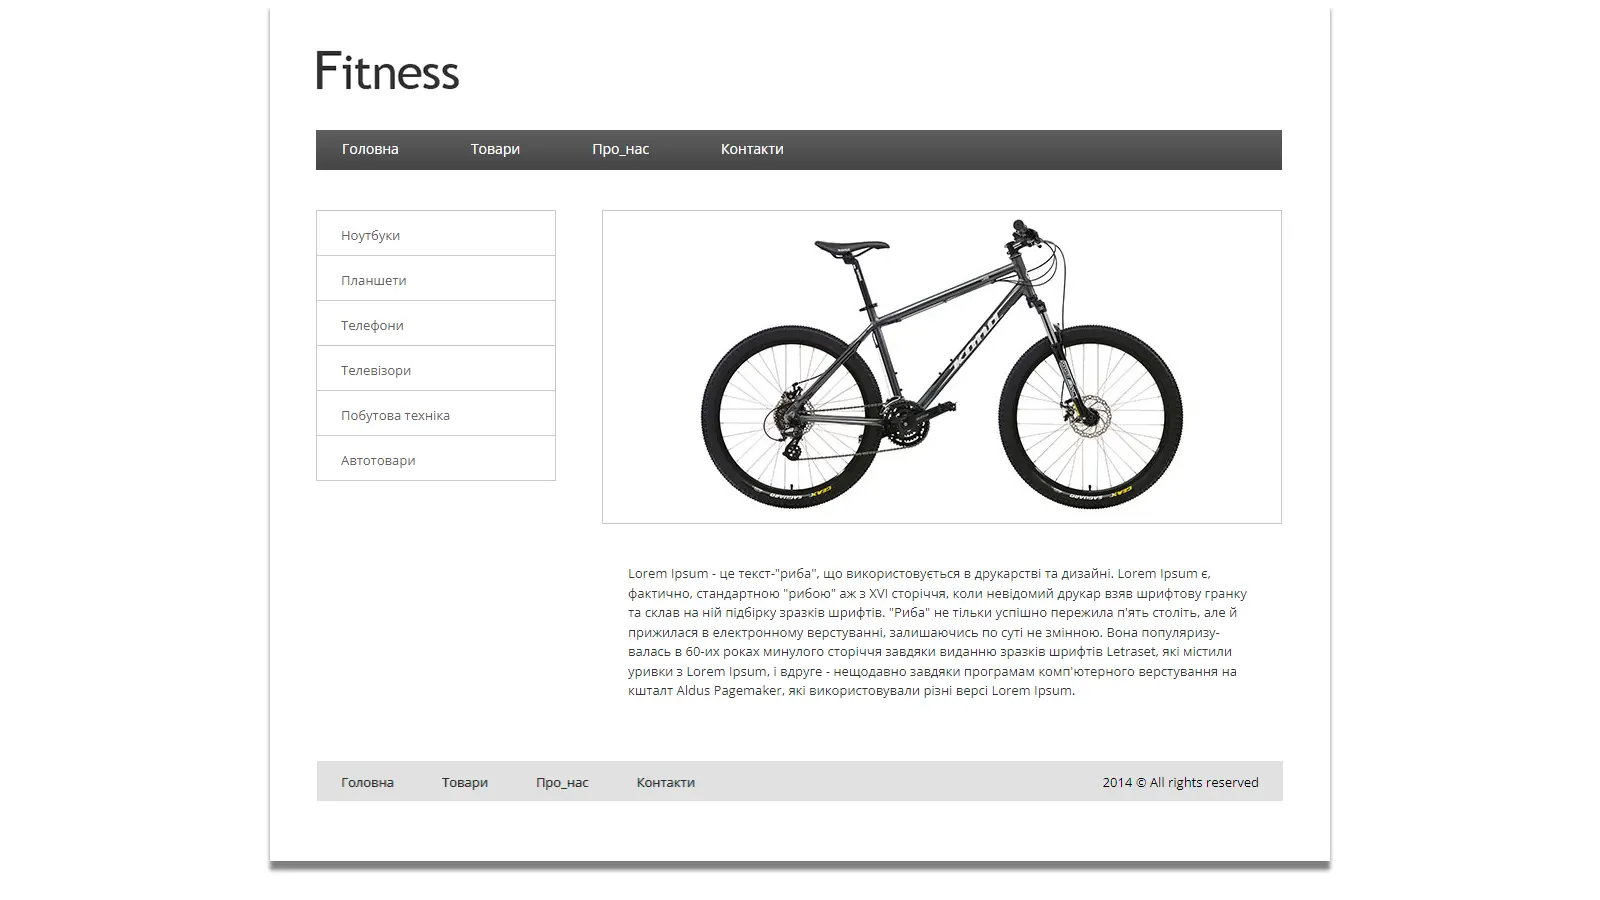 Fitness
Головна Товари Про_нас Контакти
Ноутбуки
Планшети
Телефони
Телевізори
Побутова техніка
Автотовари
KONA
Lorem Ipsum - це текст-"риба", що використовується в друкарстві та дизайні. Lorem Ipsum є,
фактично, стандартною "рибою" аж з XVI сторіччя, коли невідомий друкар взяв шрифтову гранку
та склав на ній підбірку зразків шрифтів. "Риба" не тільки успішно пережила п'ять століть, але й
прижилася в електронному верстуванні, залишаючись по суті не змінною. Вона популяризу-
валась в 60-их роках минулого сторіччя завдяки виданню зразків шрифтів Letraset, які містили
уривки з Lorem Ipsum, і вдруге - нещодавно завдяки програмам комп'ютерного верстування на
кшталт Aldus Pagemaker, які використовували різні версі Lorem Ipsum.
Головна Товари Про_нас Контакти 2014 © All rights reserved